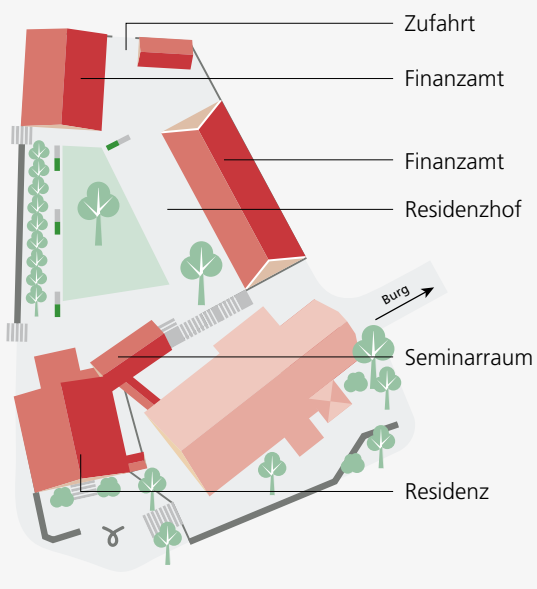 Zufahrt
Finanzamt
Finanzamt
Residenzhof
Burg
Seminarraum
Residenz